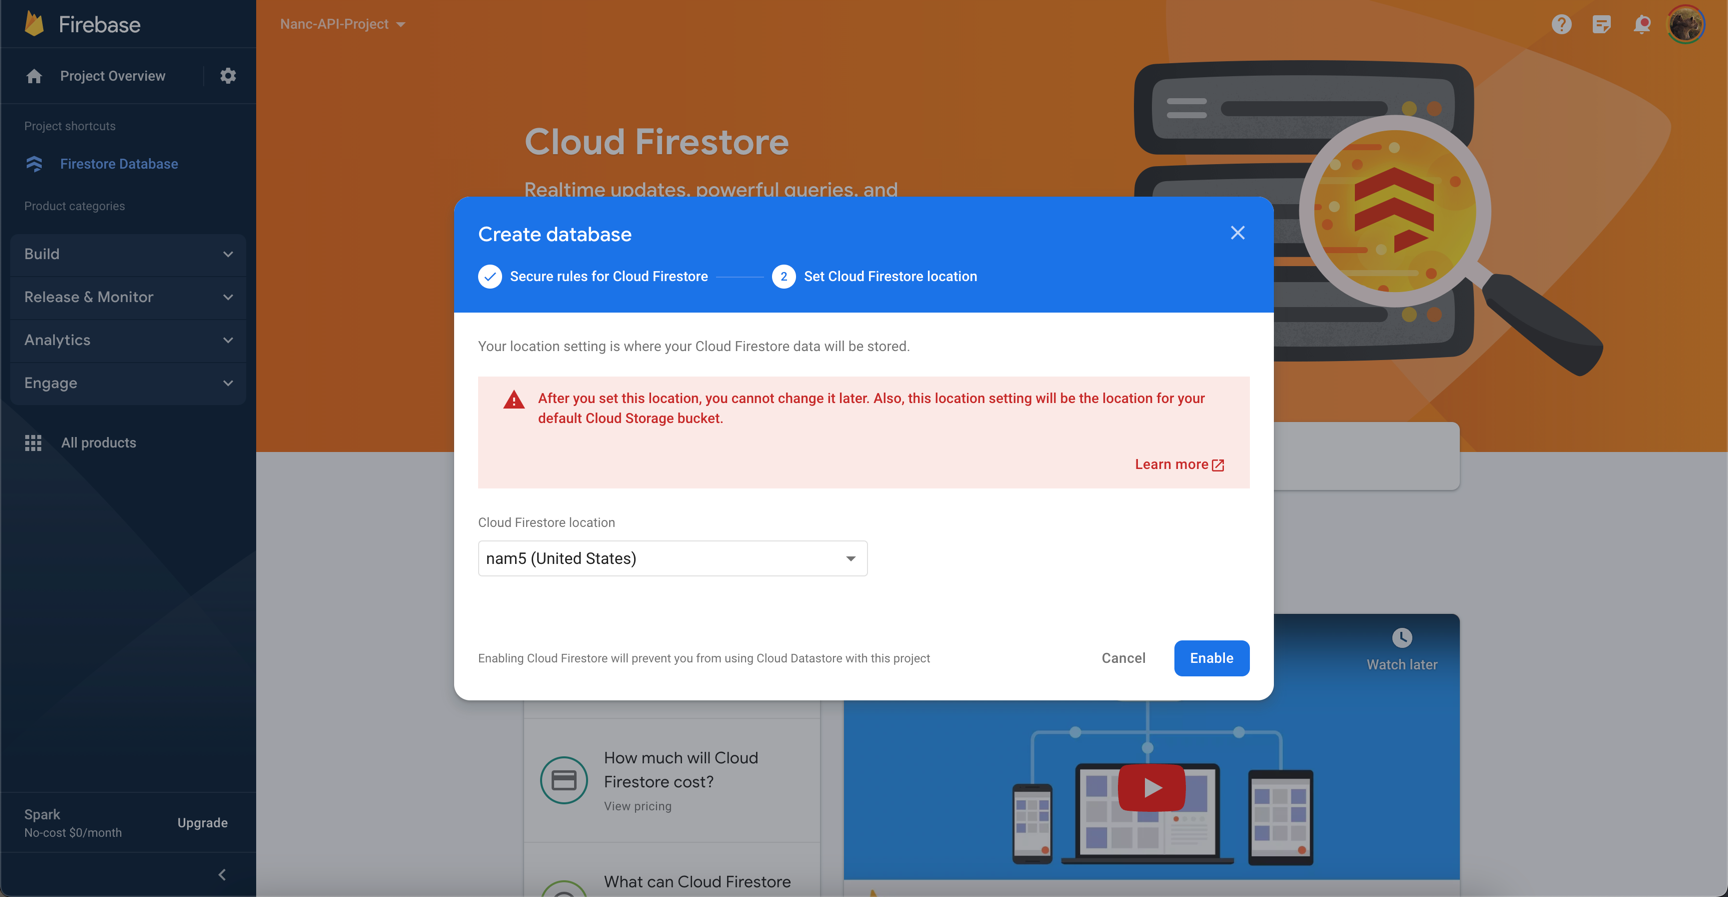 Firebase
Project Overview
Project shortcuts
Firestore Database
Product categories
Build
Release & Monitor
Analytics
Engage
All products
Spark
No-cost $0/month
Upgrade
Nanc-API-Project
Cloud Firestore
Realtime updates, powerful queries, and
Create database
Secure rules for Cloud Firestore
2 Set Cloud Firestore location
Your location setting is where your Cloud Firestore data will be stored.
After you set this location, you cannot change it later. Also, this location setting will be the location for your
default Cloud Storage bucket.
Learn more
Cloud Firestore location
nam5 (United States)
Enabling Cloud Firestore will prevent you from using Cloud Datastore with this project
Cancel
Enable
Watch later
How much will Cloud
Firestore cost?
View pricing
What can Cloud Firestore